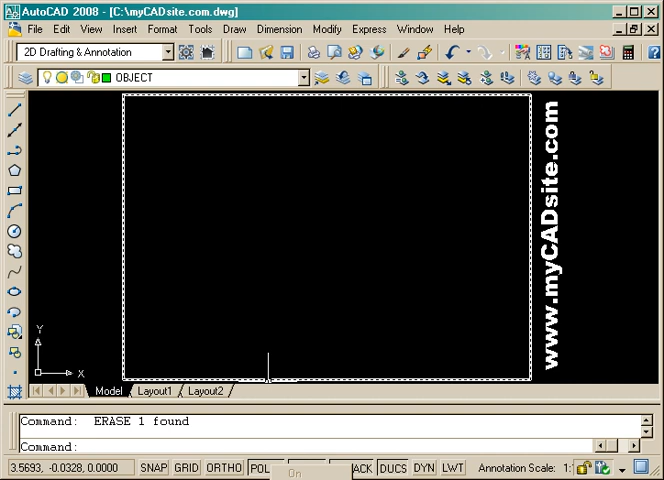 AutoCAD 2008 - [C:\myCADsite.com.dwg]
File Edit View Insert Format Tools Draw Dimension Modify Express Window Help
2D Drafting & Annotation
OBJECT
www.myCADsite.com
Y
X
Model Layout1 Layout2
Command: ERASE 1 found
Command:
3.5693, -0.0328, 0.0000 SNAP GRID ORTHO POL ACK DUCS DYN LWT Annotation Scale: 1:
On